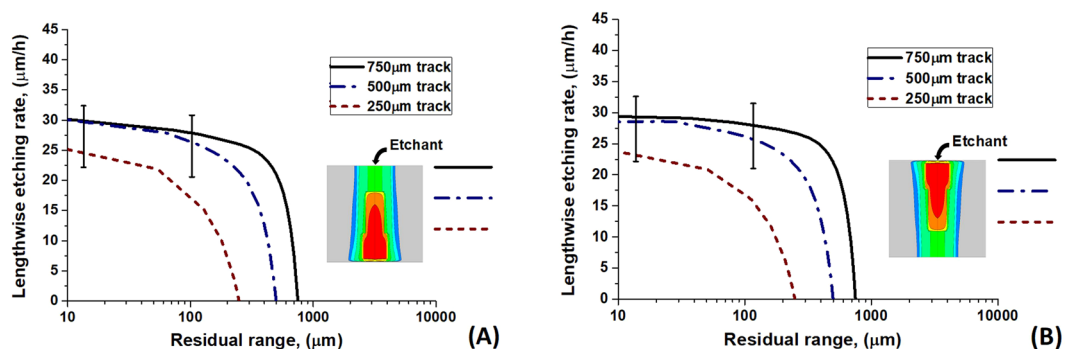 45
40
35
30
25
20
15
10
5
0
Lengthwise etching rate, (μm/h)
750μm track
500μm track
250μm track
Etchant
10
100
1000
10000
Residual range, (μm)
(A)
45
40
35
30
25
20
15
10
5
0
Lengthwise etching rate, (μm/h)
750μm track
500μm track
250μm track
Etchant
10
100
1000
10000
Residual range, (μm)
(B)